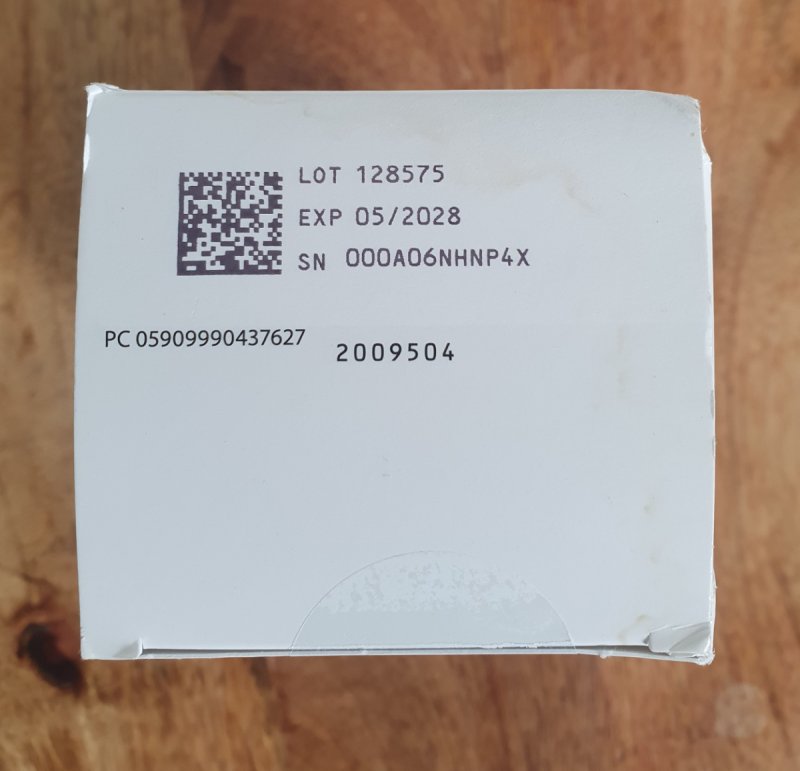 LOT 128575
EXP 05/2028
SN 000A06NHNP4X
PC 05909990437627
2009504